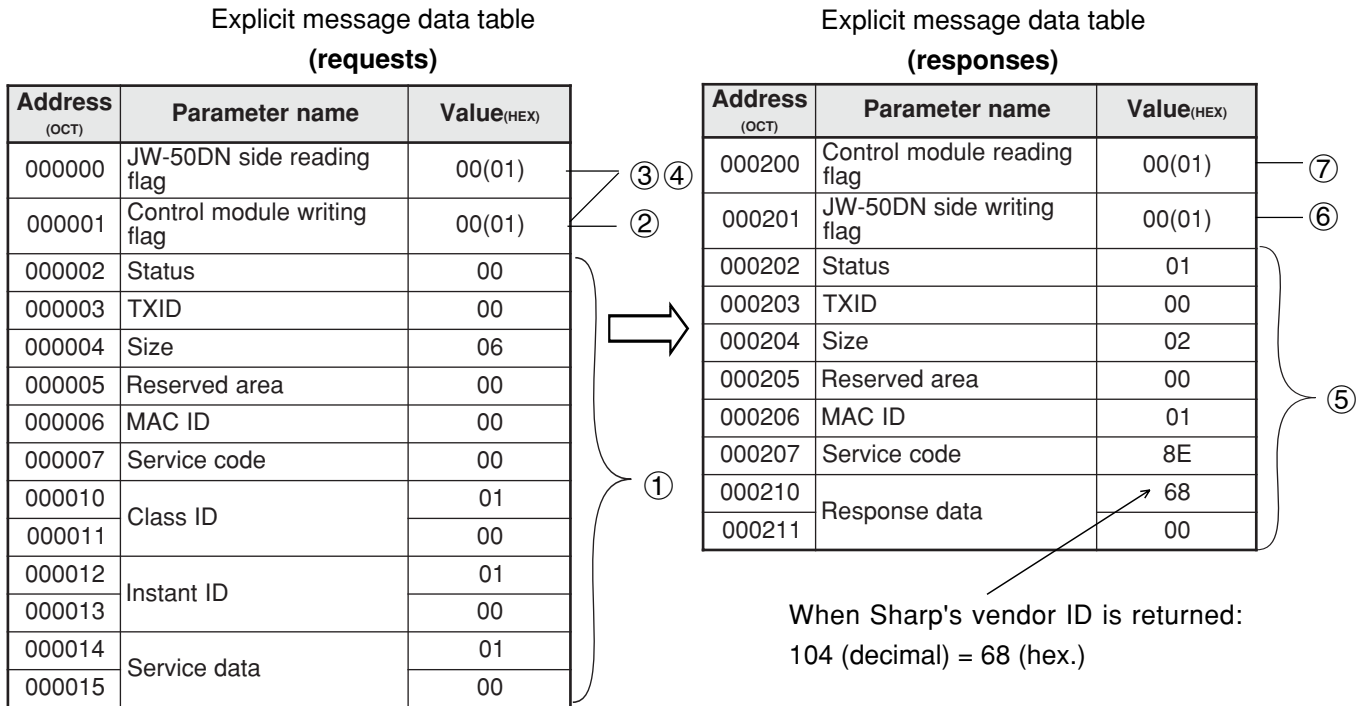 Explicit message data table
(requests)
Address (OCT) Parameter name Value(HEX)
000000 JW-50DN side reading flag 00(01) ③④
000001 Control module writing flag 00(01) ②
000002 Status 00
000003 TXID 00
000004 Size 06
000005 Reserved area 00
000006 MAC ID 00
000007 Service code 00
①
000010 Class ID 01
000011 00
000012 Instant ID 01
000013 00
000014 Service data 01
000015 00
Explicit message data table
(responses)
Address (OCT) Parameter name Value(HEX)
000200 Control module reading flag 00(01) ⑦
000201 JW-50DN side writing flag 00(01) ⑥
000202 Status 01
000203 TXID 00
000204 Size 02
000205 Reserved area 00
⑤
000206 MAC ID 01
000207 Service code 8E
000210 Response data 68
000211 00
When Sharp's vendor ID is returned:
104 (decimal) = 68 (hex.)